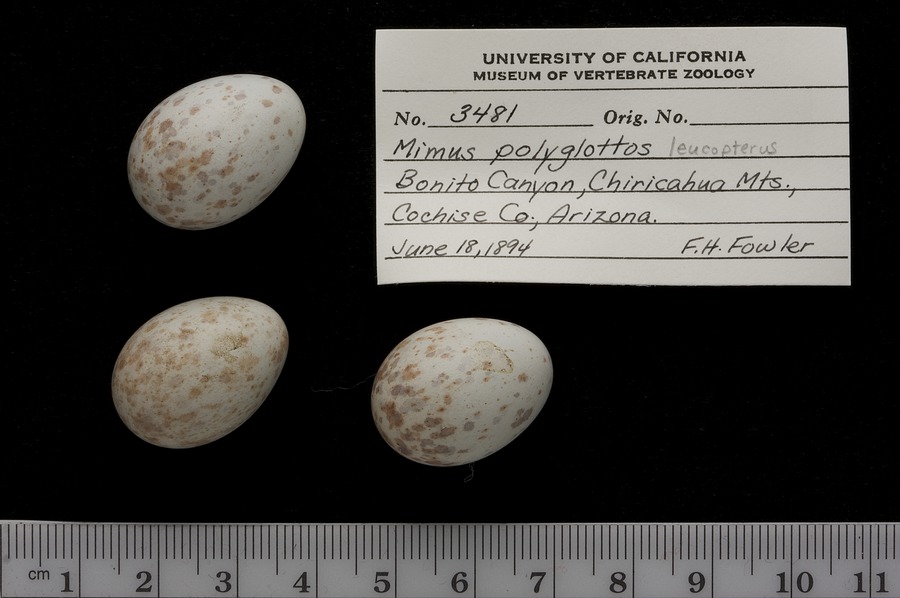 UNIVERSITY OF CALIFORNIA
MUSEUM OF VERTEBRATE ZOOLOGY
No. 3481 Orig. No.
Mimus polyglottos leucopterus
Bonito Canyon, Chiricahua Mts.,
Cochise Co., Arizona.
June 18, 1894 F.H. Fowler
cm 1 2 3 4 5 6 7 8 9 10 11